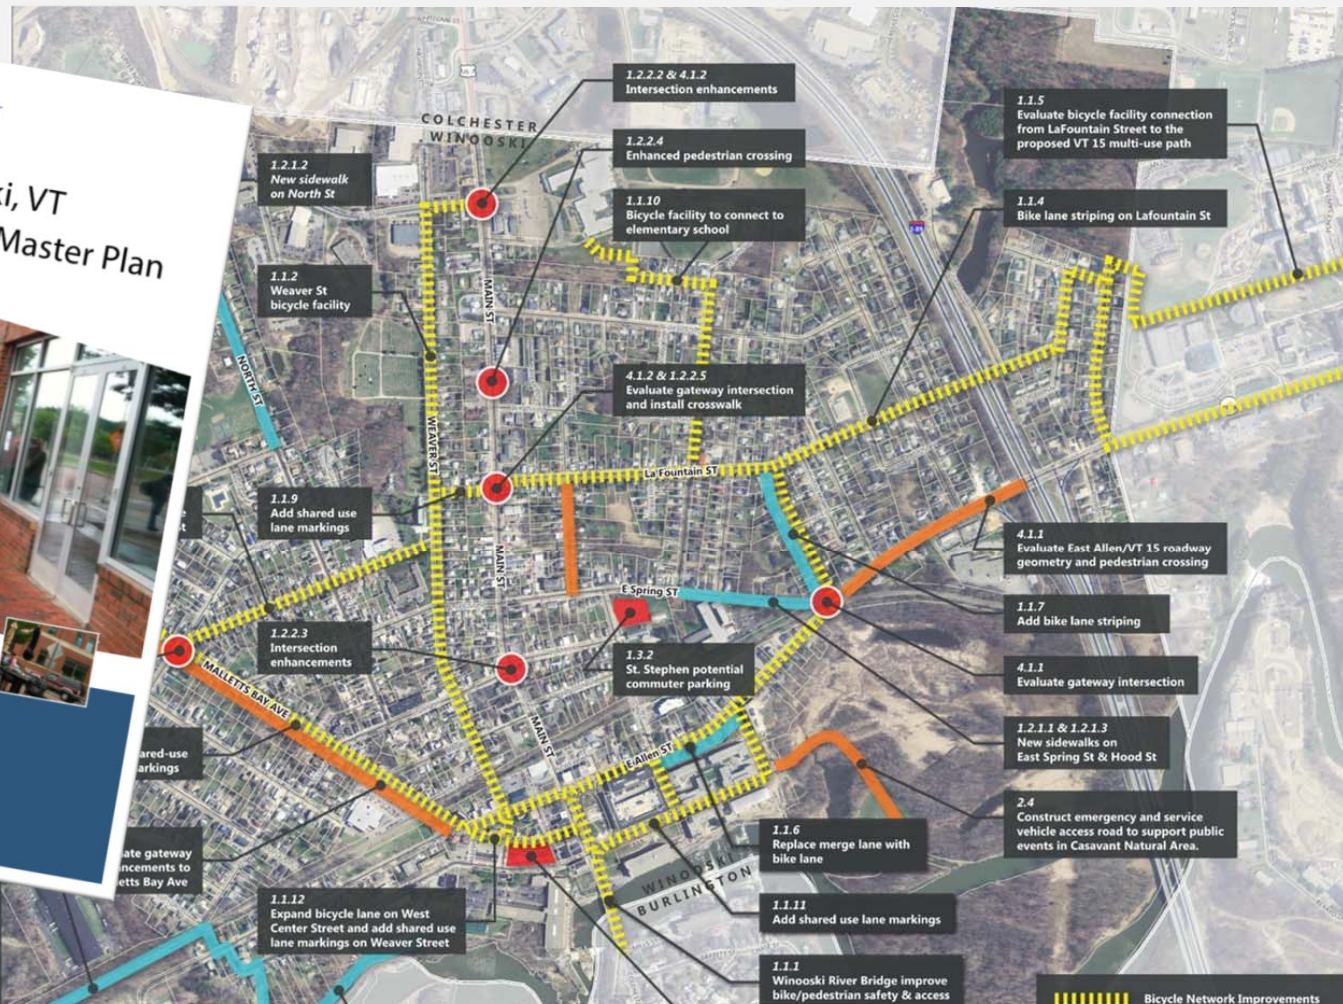 VT
Master Plan
COLCHESTER
WINOOSKI
1.2.2.2 & 4.1.2
Intersection enhancements
1.2.2.4
Enhanced pedestrian crossing
1.1.10
Bicycle facility to connect to
elementary school
1.1.5
Evaluate bicycle facility connection
from LaFountain Street to the
proposed VT 15 multi-use path
1.1.4
Bike lane striping on Lafountain St
1.2.1.2
New sidewalk
on North St
1.1.2
Weaver St
bicycle facility
MAIN ST
NORTH ST
WEAVER ST
4.1.2 & 1.2.2.5
Evaluate gateway intersection
and install crosswalk
La Fountain ST
1.1.9
Add shared use
lane markings
MAIN ST
E Spring ST
4.1.1
Evaluate East Allen/VT 15 roadway
geometry and pedestrian crossing
1.1.7
Add bike lane striping
1.2.2.3
Intersection
enhancements
1.3.2
St. Stephen potential
commuter parking
4.1.1
Evaluate gateway intersection
MALLETTS BAY AVE
MAIN ST
E Allen ST
1.2.1.1 & 1.2.1.3
New sidewalks on
East Spring St & Hood St
2.4
Construct emergency and service
vehicle access road to support public
events in Casavant Natural Area.
gateway
to
Bay Ave
1.1.6
Replace merge lane with
bike lane
WINOOSKI
BURLINGTON
1.1.12
Expand bicycle lane on West
Center Street and add shared use
lane markings on Weaver Street
1.1.11
Add shared use lane markings
1.1.1
Winooski River Bridge improve
bike/pedestrian safety & access
Bicycle Network Improvements